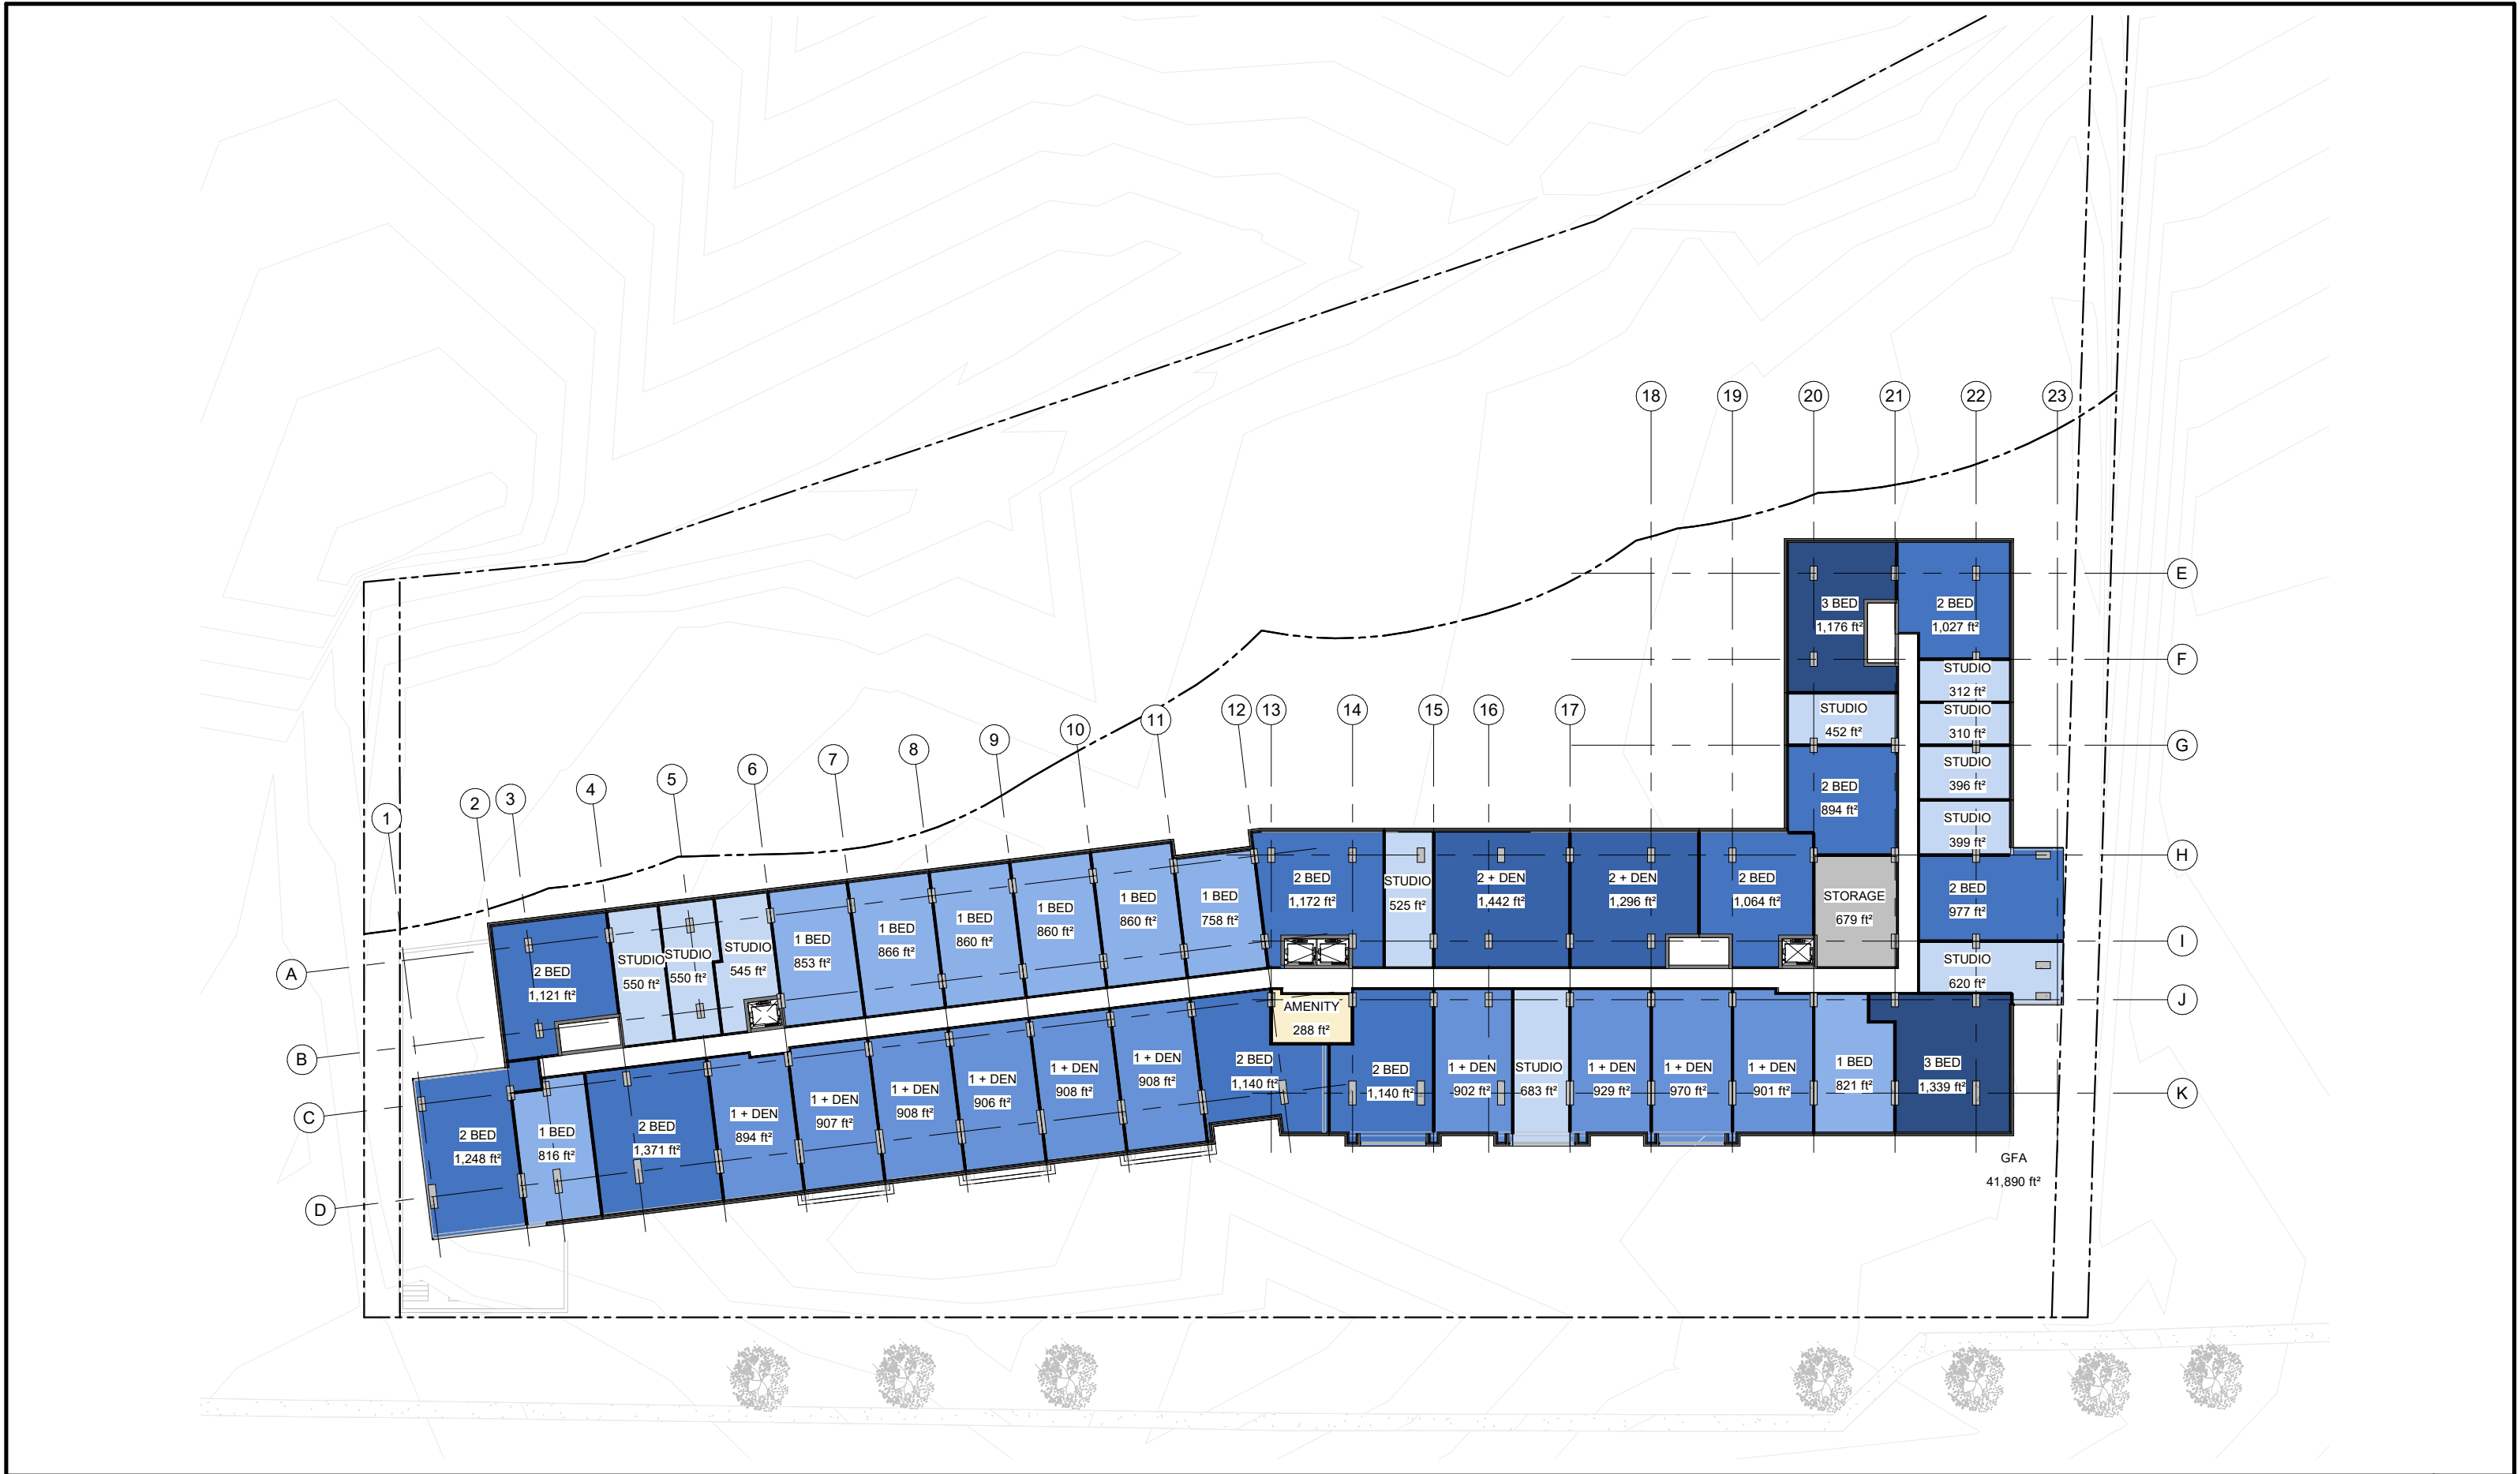 18
19
20
21
22
23
E
3 BED
1,176 ft²
2 BED
1,027 ft²
F
STUDIO
312 ft²
STUDIO
310 ft²
STUDIO
452 ft²
G
STUDIO
396 ft²
2 BED
894 ft²
STUDIO
399 ft²
1
2
3
4
5
6
7
8
9
10
11
12
13
14
15
16
17
H
2 BED
1,121 ft²
STUDIO
550 ft²
STUDIO
550 ft²
STUDIO
545 ft²
1 BED
853 ft²
1 BED
866 ft²
1 BED
860 ft²
1 BED
860 ft²
1 BED
860 ft²
1 BED
758 ft²
2 BED
1,172 ft²
STUDIO
525 ft²
2 + DEN
1,442 ft²
2 + DEN
1,296 ft²
2 BED
1,064 ft²
STORAGE
679 ft²
2 BED
977 ft²
I
STUDIO
620 ft²
A
J
B
AMENITY
288 ft²
C
2 BED
1,248 ft²
1 BED
816 ft²
2 BED
1,371 ft²
1 + DEN
894 ft²
1 + DEN
907 ft²
1 + DEN
908 ft²
1 + DEN
906 ft²
1 + DEN
908 ft²
1 + DEN
908 ft²
2 BED
1,140 ft²
2 BED
1,140 ft²
1 + DEN
902 ft²
STUDIO
683 ft²
1 + DEN
929 ft²
1 + DEN
970 ft²
1 + DEN
901 ft²
1 BED
821 ft²
3 BED
1,339 ft²
K
D
GFA
41,890 ft²